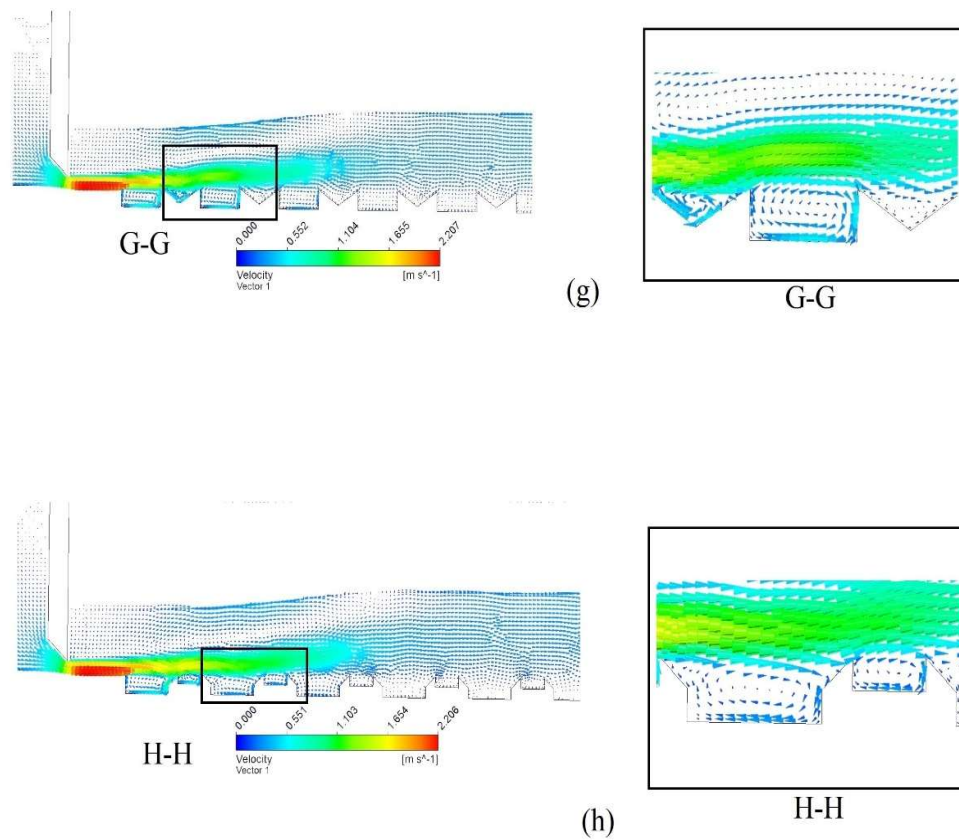 G-G
0.000 0.552 1.104 1.655 2.207
Velocity [m s^-1]
Vector 1
(g)
G-G
H-H
0.000 0.551 1.103 1.654 2.206
Velocity [m s^-1]
Vector 1
(h)
H-H